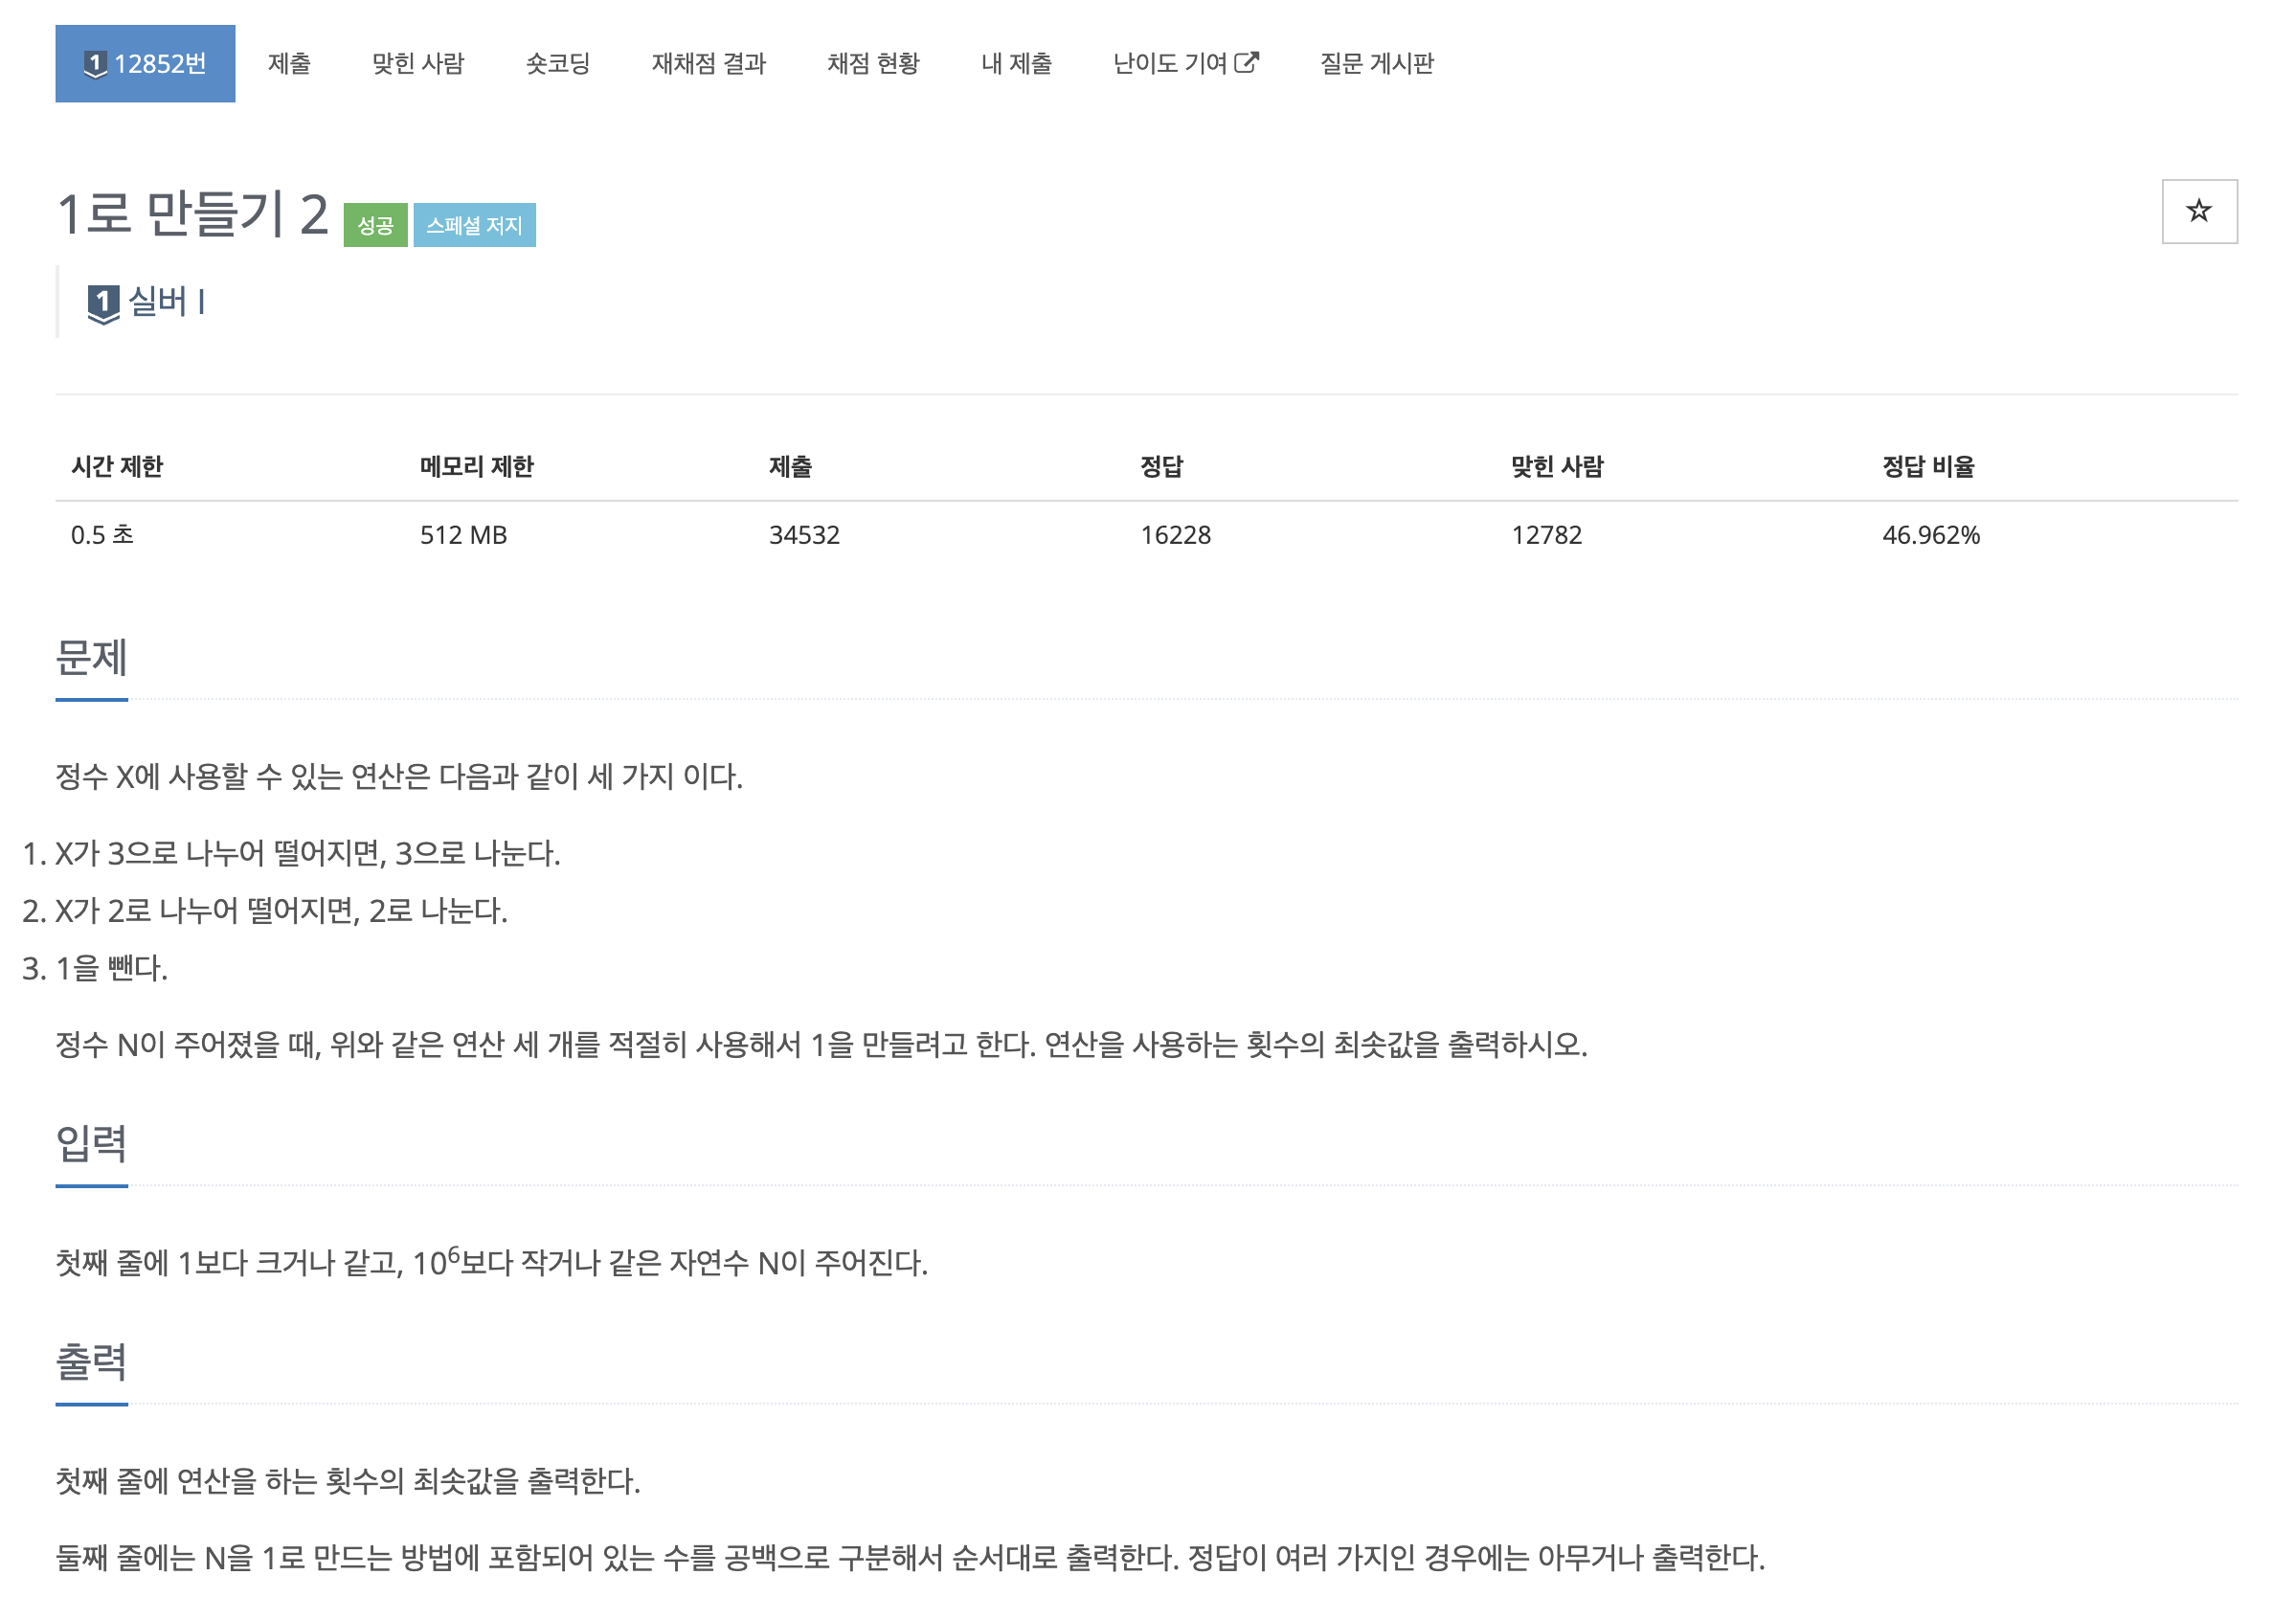 1 12852번 제출 맞힌 사람 숏코딩 재채점 결과 채점 현황 내 제출 난이도 기여 질문 게시판
1로 만들기 2 성공 스페셜 저지
1 실버 I
시간 제한 메모리 제한 제출 정답 맞힌 사람 정답 비율
0.5 초 512 MB 34532 16228 12782 46.962%
문제
정수 X에 사용할 수 있는 연산은 다음과 같이 세 가지 이다.
1. X가 3으로 나누어 떨어지면, 3으로 나눈다.
2. X가 2로 나누어 떨어지면, 2로 나눈다.
3. 1을 뺀다.
정수 N이 주어졌을 때, 위와 같은 연산 세 개를 적절히 사용해서 1을 만들려고 한다. 연산을 사용하는 횟수의 최솟값을 출력하시오.
입력
첫째 줄에 1보다 크거나 같고, 10⁶보다 작거나 같은 자연수 N이 주어진다.
출력
첫째 줄에 연산을 하는 횟수의 최솟값을 출력한다.
둘째 줄에는 N을 1로 만드는 방법에 포함되어 있는 수를 공백으로 구분해서 순서대로 출력한다. 정답이 여러 가지인 경우에는 아무거나 출력한다.